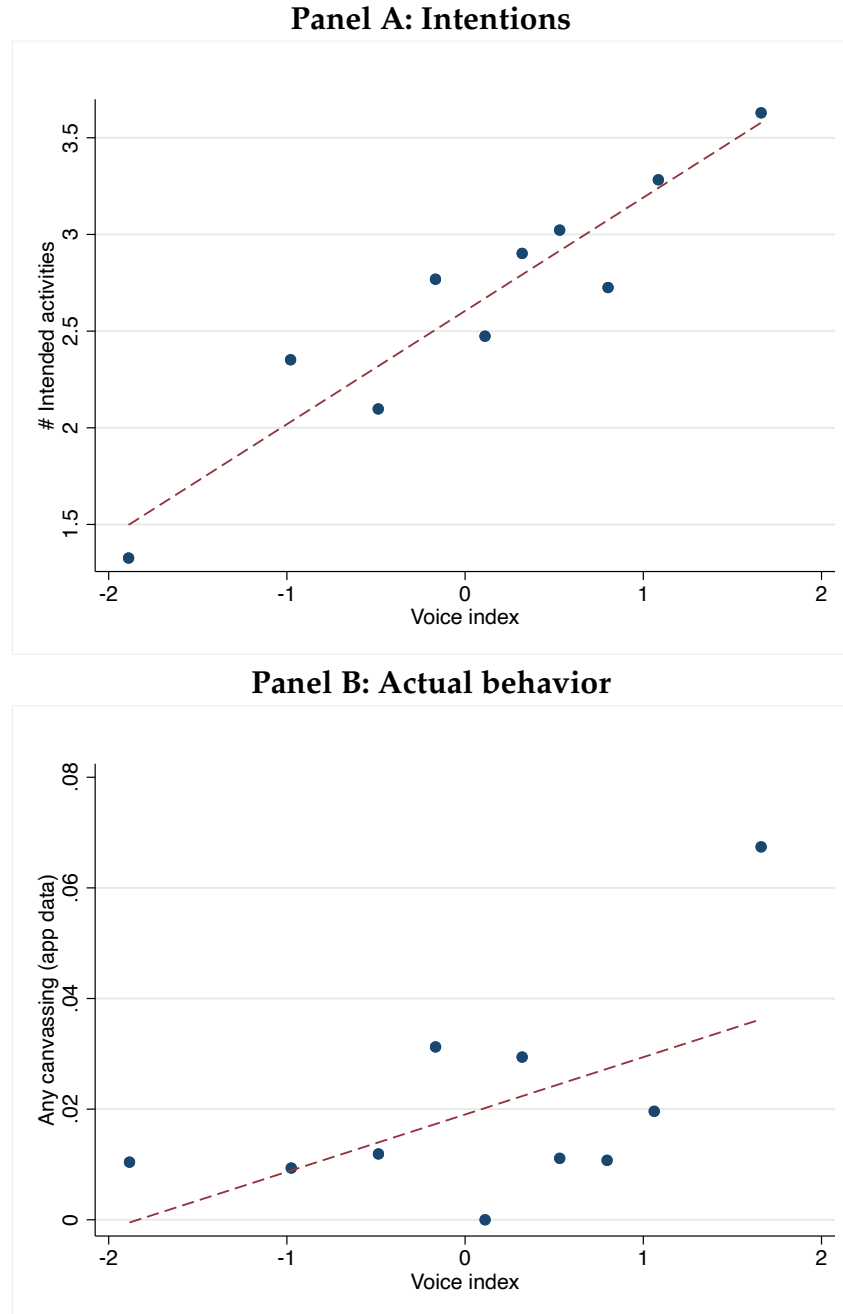 Panel A: Intentions
# Intended activities
3.5
3
2.5
2
1.5
-2 -1 0 1 2
Voice index
Panel B: Actual behavior
Any canvassing (app data)
.08
.06
.04
.02
0
-2 -1 0 1 2
Voice index